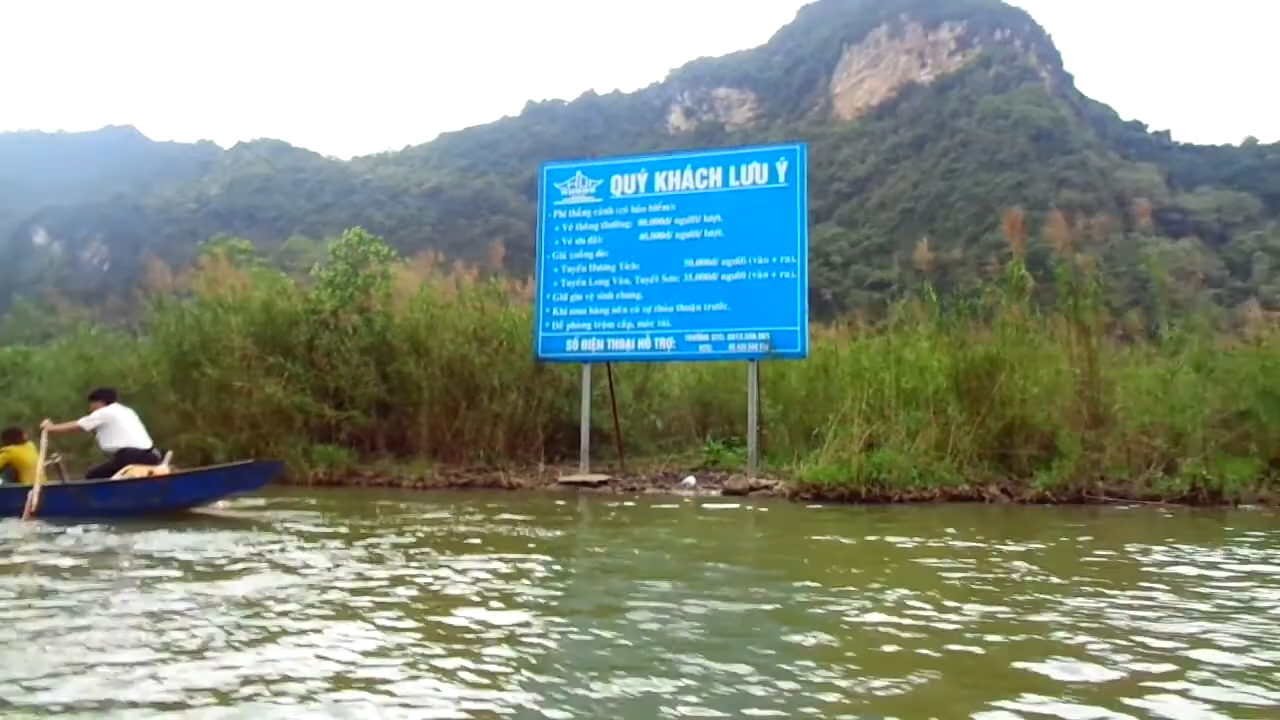 QUÝ KHÁCH LƯU Ý
- Phí thắng cảnh (có bảo hiểm):
+ Vé thông thường: 80.000đ/ người/ lượt.
+ Vé ưu đãi: 40.000đ/ người/ lượt.
- Giá xuồng đò:
+ Tuyến Hương Tích: 50.000đ/ người (vào + ra).
+ Tuyến Long Vân, Tuyết Sơn: 35.000đ/ người (vào + ra).
* Giữ gìn vệ sinh chung.
* Khi mua hàng nên có sự thỏa thuận trước.
* Đề phòng trộm cắp, móc túi.
SỐ ĐIỆN THOẠI HỖ TRỢ: